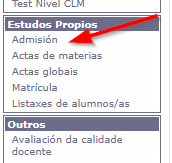 Test Nivel CLM
Estudos Propios
Admisión
Actas de materias
Actas globais
Matrícula
Listaxes de alumnos/as
Outros
Avaliación da calidade
docente